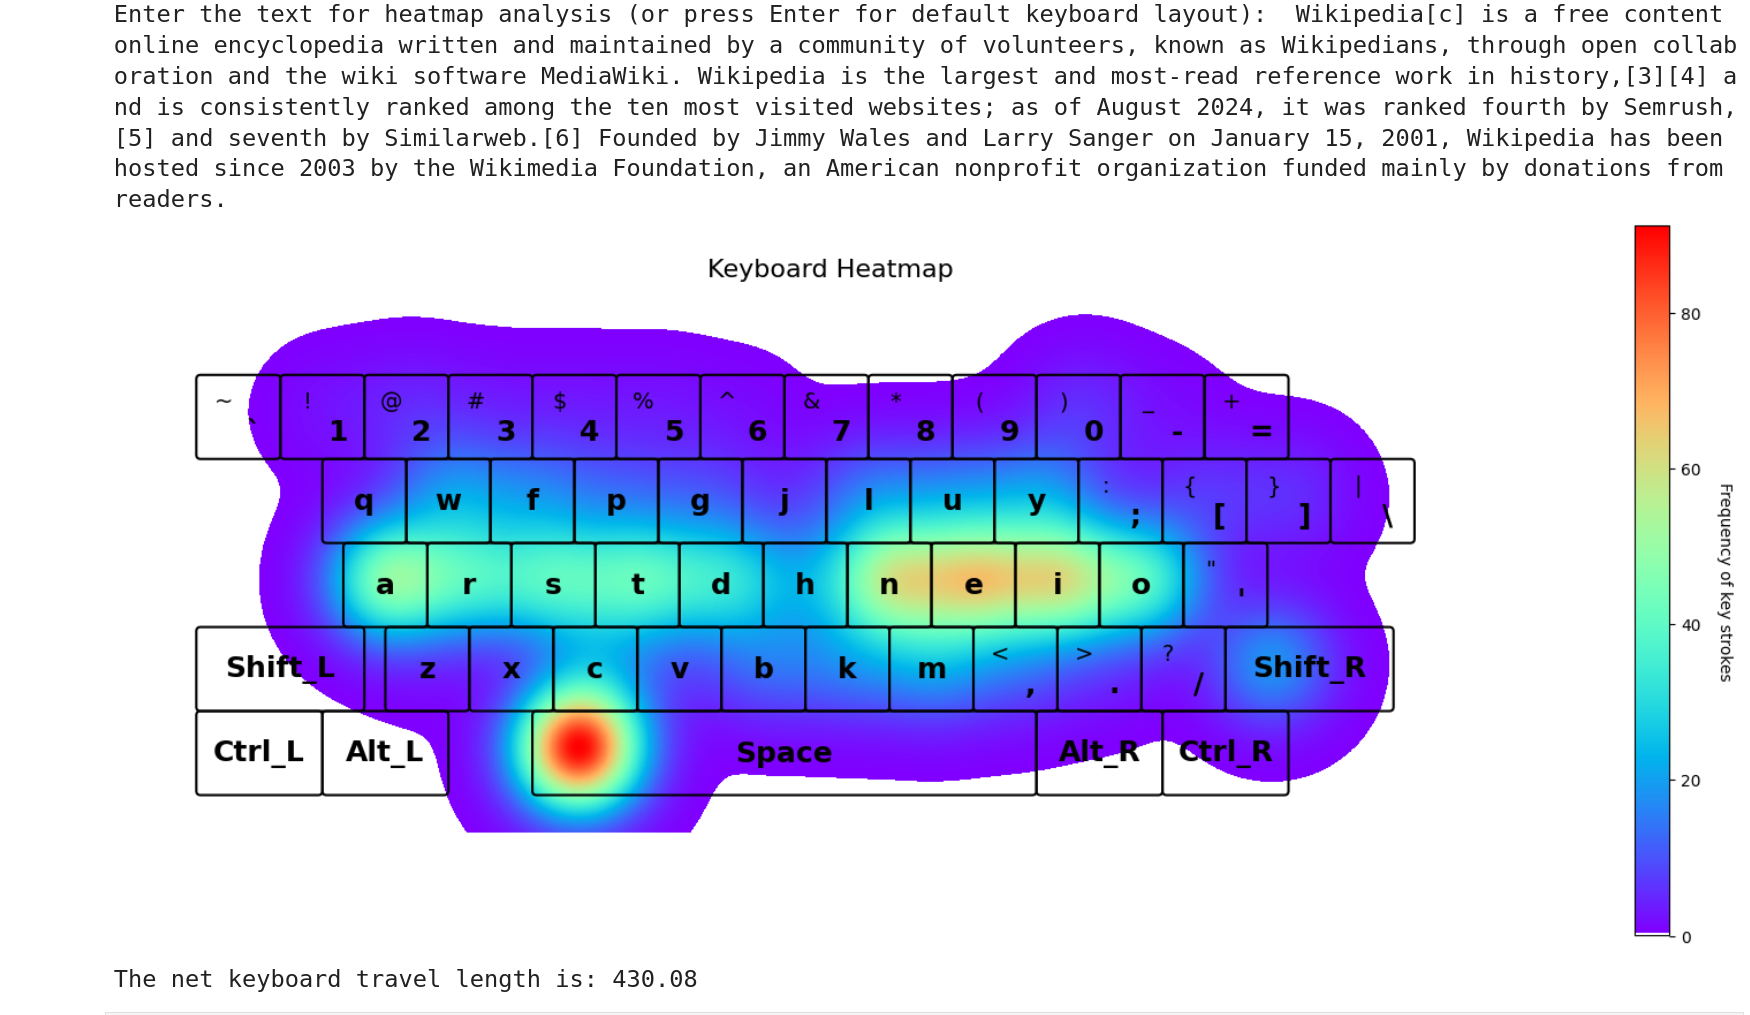 Enter the text for heatmap analysis (or press Enter for default keyboard layout):  Wikipedia[c] is a free content
online encyclopedia written and maintained by a community of volunteers, known as Wikipedians, through open collab
oration and the wiki software MediaWiki. Wikipedia is the largest and most-read reference work in history,[3][4] a
nd is consistently ranked among the ten most visited websites; as of August 2024, it was ranked fourth by Semrush,
[5] and seventh by Similarweb.[6] Founded by Jimmy Wales and Larry Sanger on January 15, 2001, Wikipedia has been
hosted since 2003 by the Wikimedia Foundation, an American nonprofit organization funded mainly by donations from
readers.
Keyboard Heatmap
~ ! @ # $ % ^ & * ( ) _ +
` 1 2 3 4 5 6 7 8 9 0 - =
q w f p g j l u y : ; { [ } ] | \
a r s t d h n e i o " '
Shift_L z x c v b k m < , > . ? / Shift_R
Ctrl_L Alt_L Space Alt_R Ctrl_R
80
60
40
20
0
Frequency of key strokes
The net keyboard travel length is: 430.08